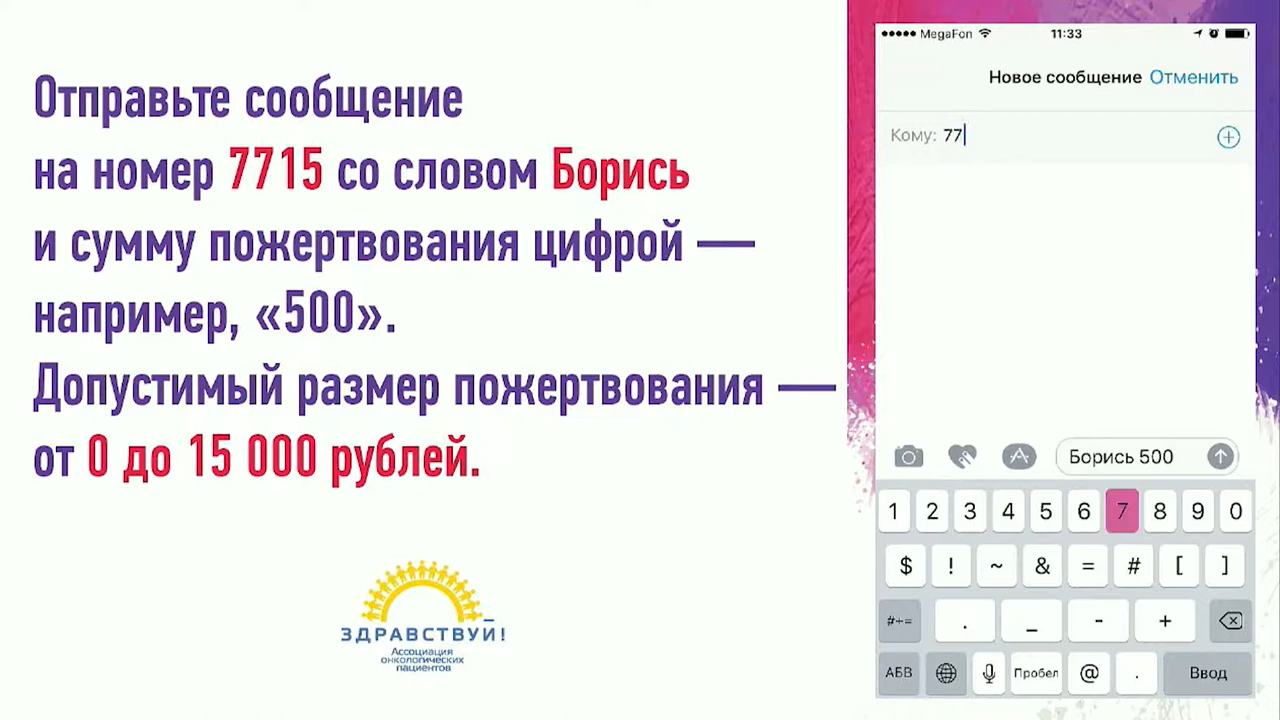 Отправьте сообщение
на номер 7715 со словом Борись
и сумму пожертвования цифрой —
например, «500».
Допустимый размер пожертвования —
от 0 до 15 000 рублей.
ЗДРАВСТВУЙ!
Ассоциация
онкологических
пациентов
MegaFon 11:33
Новое сообщение Отменить
Кому: 77
Борись 500
1 2 3 4 5 6 7 8 9 0
$ ! ~ & = # [ ]
#+= . _ - +
АБВ Пробел @ . Ввод